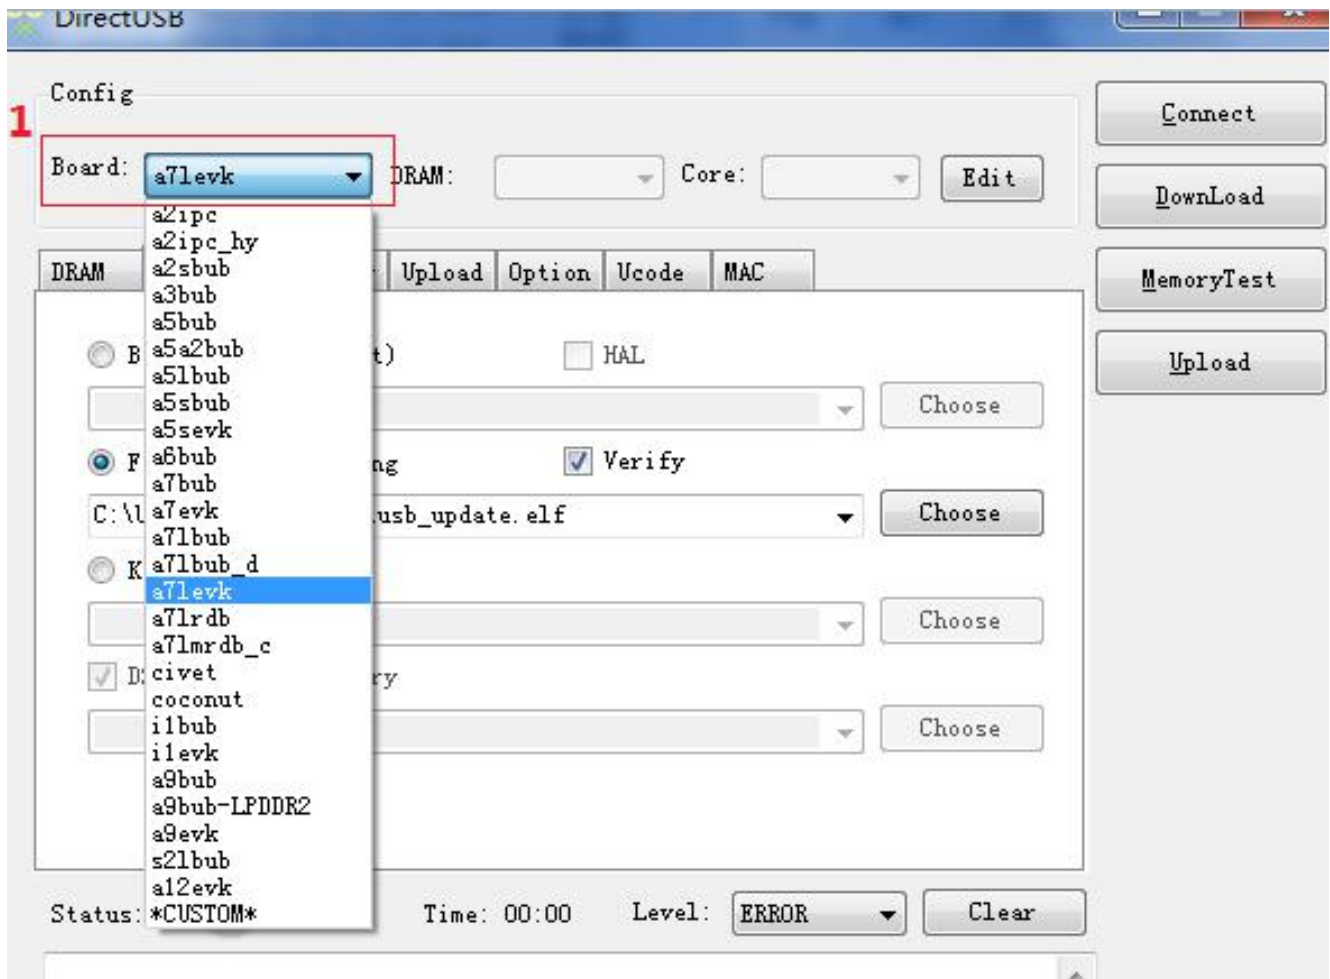 DirectUSB
Config
1
Board: a7levk DRAM: Core: Edit
Connect
DownLoad
MemoryTest
Upload
DRAM Upload Option Ucode MAC
a2ipc
a2ipc_hy
a2sbub
a3bub
a5bub
a5a2bub
a5lbub
a5sbub
a5sevk
a6bub
a7bub
a7evk
a7lbub
a7lbub_d
a7levk
a7lrdb
a7lmrdb_c
civet
coconut
i1bub
i1evk
a9bub
a9bub-LPDDR2
a9evk
s2lbub
a12evk
*CUSTOM*
B t) HAL
Choose
F ng Verify
C:\U usb_update.elf Choose
K
Choose
D ry
Choose
Status: Time: 00:00 Level: ERROR Clear